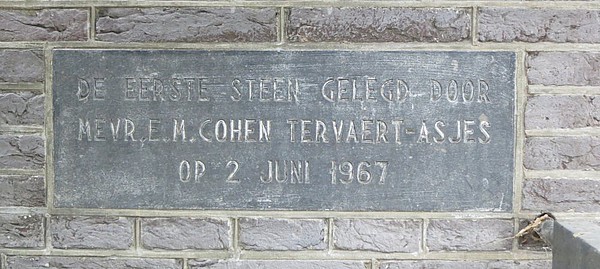 DE EERSTE STEEN GELEGD DOOR
MEVR. E.M. COHEN TERVAERT-ASJES
OP 2 JUNI 1967